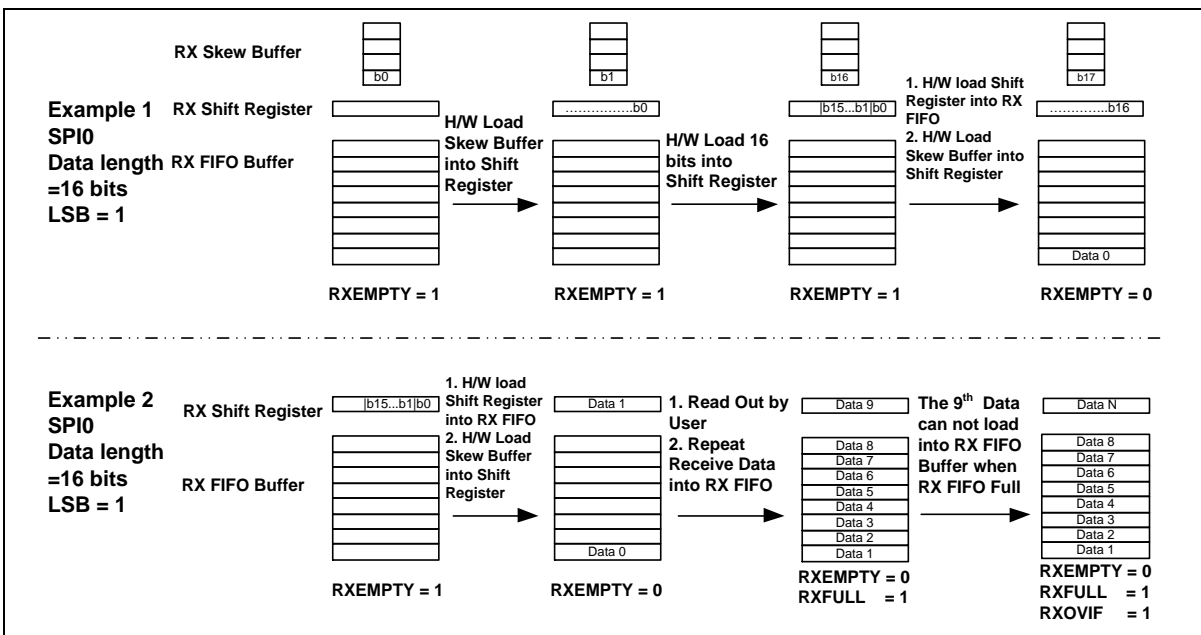 RX Skew Buffer
b0
b1
b16
b17
Example 1
SPI0
Data length
=16 bits
LSB = 1
RX Shift Register
RX FIFO Buffer
H/W Load
Skew Buffer
into Shift
Register
................b0
H/W Load 16
bits into
Shift Register
|b15...b1|b0
1. H/W load Shift
Register into RX
FIFO
2. H/W Load
Skew Buffer into
Shift Register
.............b16
Data 0
RXEMPTY = 1
RXEMPTY = 1
RXEMPTY = 1
RXEMPTY = 0
Example 2
SPI0
Data length
=16 bits
LSB = 1
RX Shift Register
RX FIFO Buffer
|b15...b1|b0
RXEMPTY = 1
1. H/W load
Shift Register
into RX FIFO
2. H/W Load
Skew Buffer
into Shift
Register
Data 1
Data 0
RXEMPTY = 0
1. Read Out by
User
2. Repeat
Receive Data
into RX FIFO
Data 9
Data 8
Data 7
Data 6
Data 5
Data 4
Data 3
Data 2
Data 1
RXEMPTY = 0
RXFULL = 1
The 9th Data
can not load
into RX FIFO
Buffer when
RX FIFO Full
Data N
Data 8
Data 7
Data 6
Data 5
Data 4
Data 3
Data 2
Data 1
RXEMPTY = 0
RXFULL = 1
RXOVIF = 1